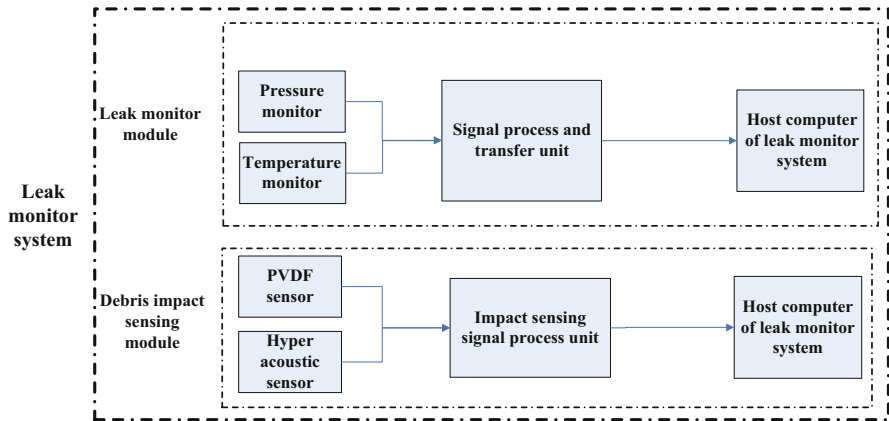 Leak
monitor
system
Leak monitor
module
Pressure
monitor
Temperature
monitor
Signal process and
transfer unit
Host computer
of leak monitor
system
Debris impact
sensing
module
PVDF
sensor
Hyper
acoustic
sensor
Impact sensing
signal process unit
Host computer
of leak monitor
system